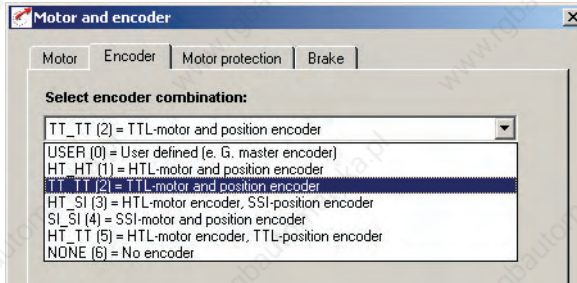 Motor and encoder
Motor Encoder Motor protection Brake
Select encoder combination:
TT_TT (2) = TTL-motor and position encoder
USER (0) = User defined (e. G. master encoder)
HT_HT (1) = HTL-motor and position encoder
TT_TT (2) = TTL-motor and position encoder
HT_SI (3) = HTL-motor encoder, SSI-position encoder
SI_SI (4) = SSI-motor and position encoder
HT_TT (5) = HTL-motor encoder, TTL-position encoder
NONE (6) = No encoder